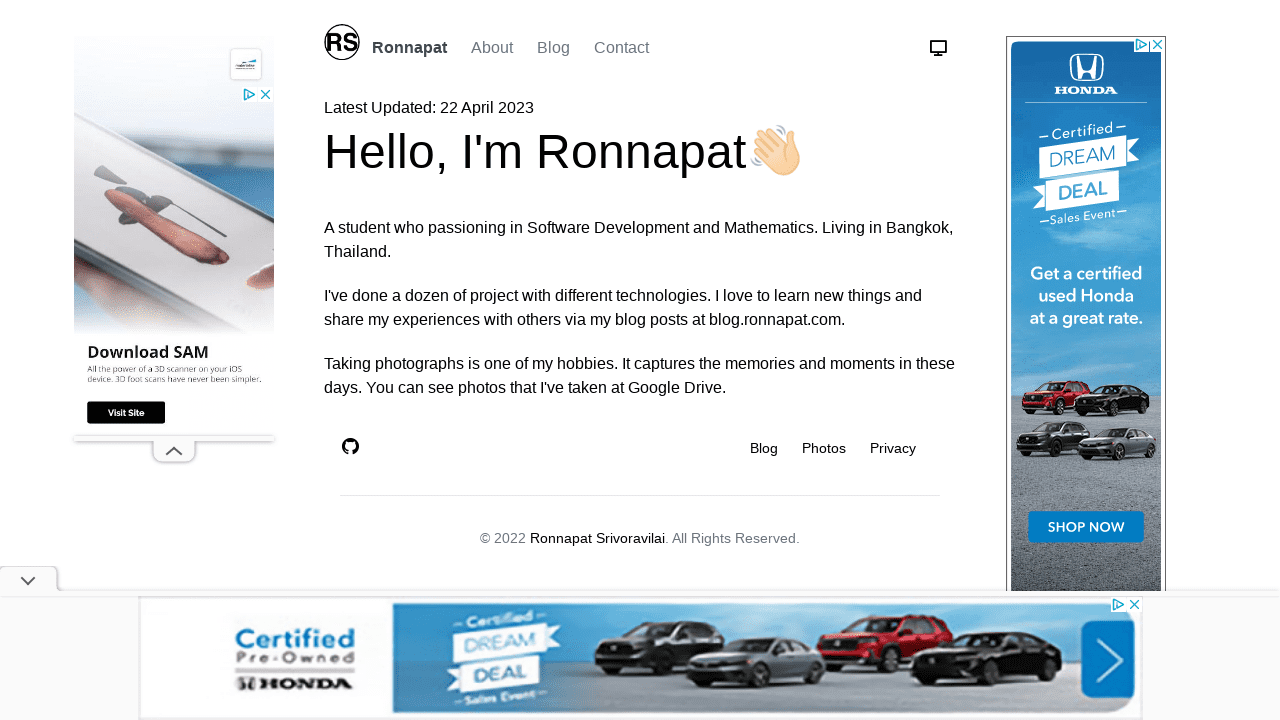 RS
Ronnapat About Blog Contact
Latest Updated: 22 April 2023
Hello, I'm Ronnapat
A student who passioning in Software Development and Mathematics. Living in Bangkok,
Thailand.
I've done a dozen of project with different technologies. I love to learn new things and
share my experiences with others via my blog posts at blog.ronnapat.com.
Taking photographs is one of my hobbies. It captures the memories and moments in these
days. You can see photos that I've taken at Google Drive.
Blog Photos Privacy
© 2022 Ronnapat Srivoravilai. All Rights Reserved.
Download SAM
All the power of a 3D scanner on your iOS
device. 3D foot scans have never been simpler.
Visit Site
HONDA
Certified
DREAM
DEAL
Sales Event
Get a certified
used Honda
at a great rate.
SHOP NOW
Certified
Pre-Owned
HONDA
Certified
DREAM
DEAL
Sales Event